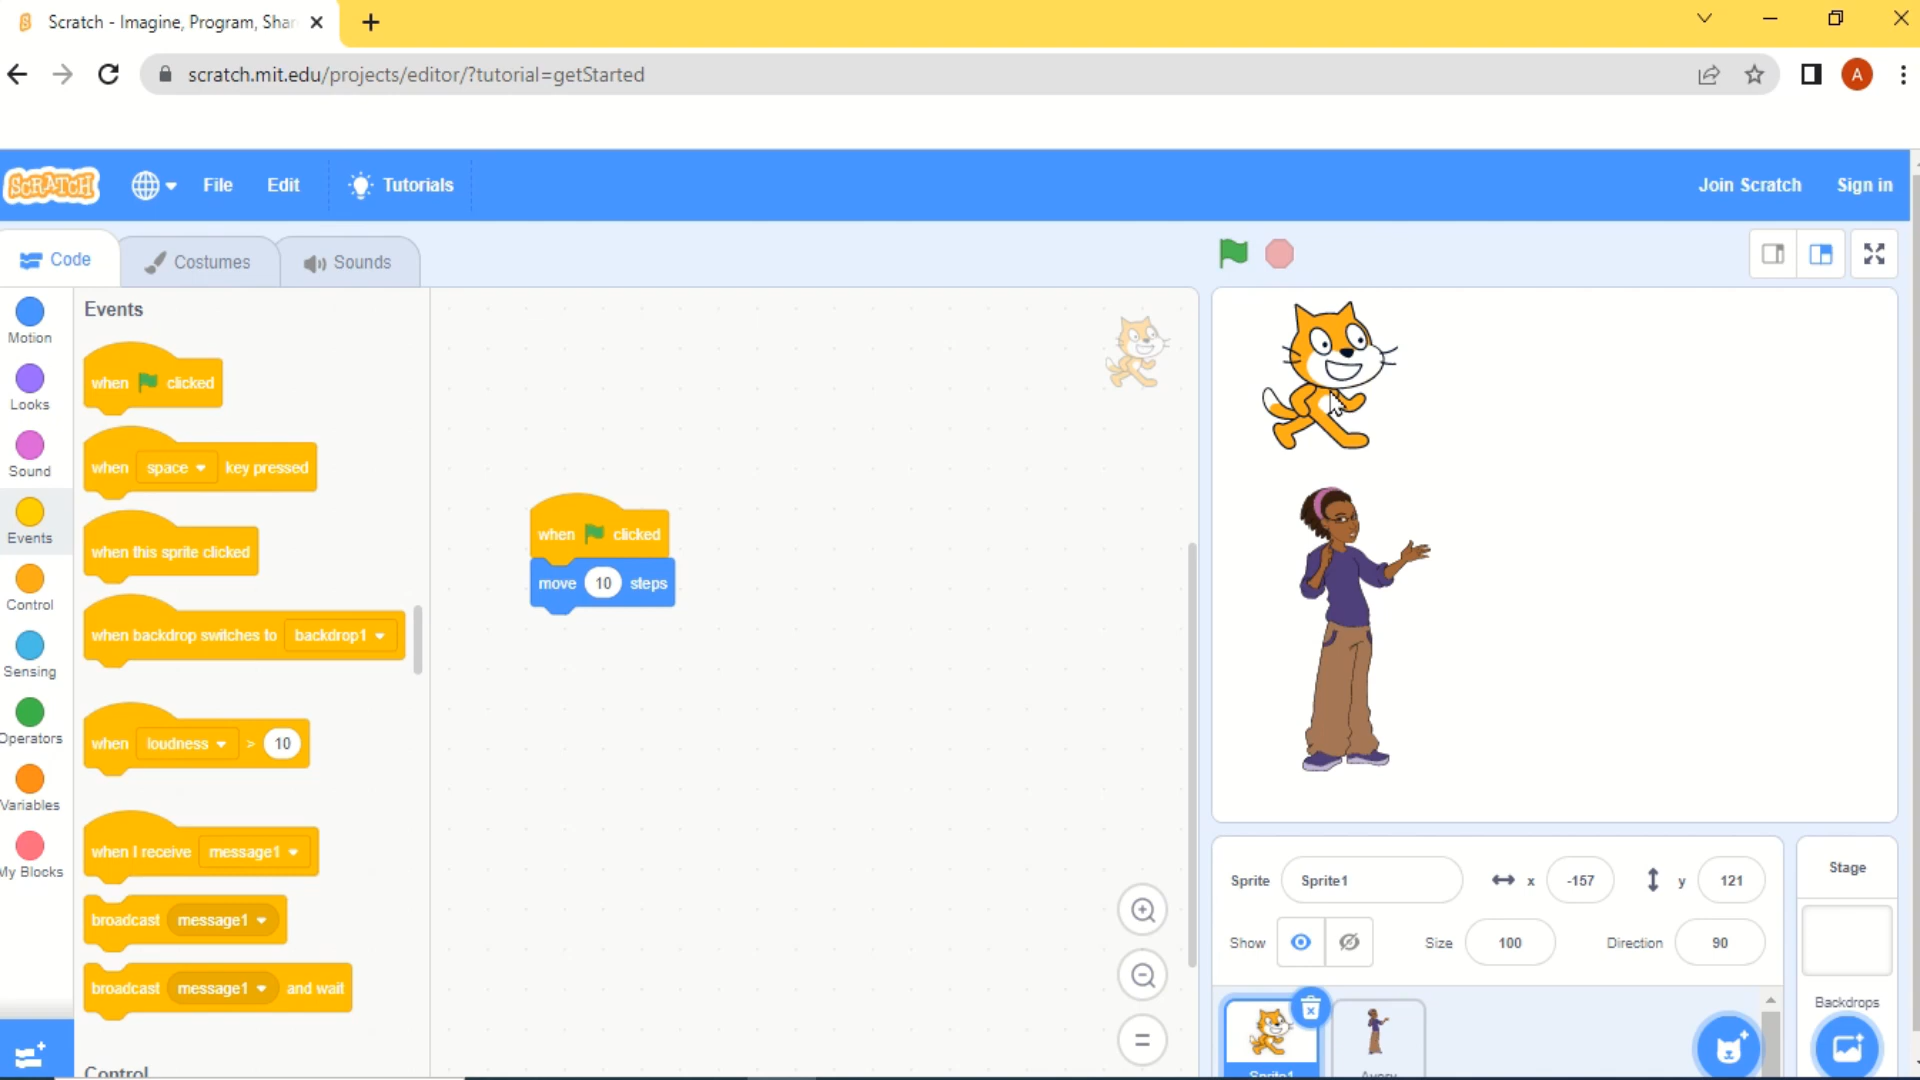 Scratch - Imagine, Program, Shar
scratch.mit.edu/projects/editor/?tutorial=getStarted
A
SCRATCH
File
Edit
Tutorials
Join Scratch
Sign in
Code
Costumes
Sounds
Motion
Looks
Sound
Events
Control
Sensing
Operators
Variables
My Blocks
Events
when clicked
when space key pressed
when this sprite clicked
when backdrop switches to backdrop1
when loudness > 10
when I receive message1
broadcast message1
broadcast message1 and wait
Control
when clicked
move 10 steps
Sprite Sprite1 x -157 y 121
Show Size 100 Direction 90
Sprite1
Avery
Stage
Backdrops